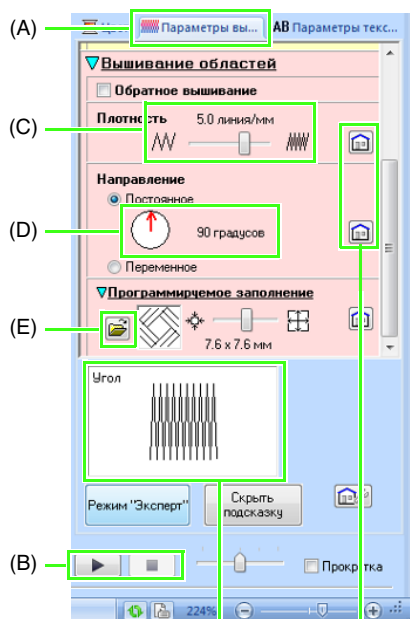 (A)
Параметры вы...
AB Параметры текс...
Вышивание областей
Обратное вышивание
Плотность 5.0 линия/мм
(C)
Направление
Постоянное
(D)
90 градусов
Переменное
Программирчемое заполнение
(E)
7.6 x 7.6 мм
Угол
Режим "Эксперт"
Скрыть
подсказку
(B)
Прокрутка
224%